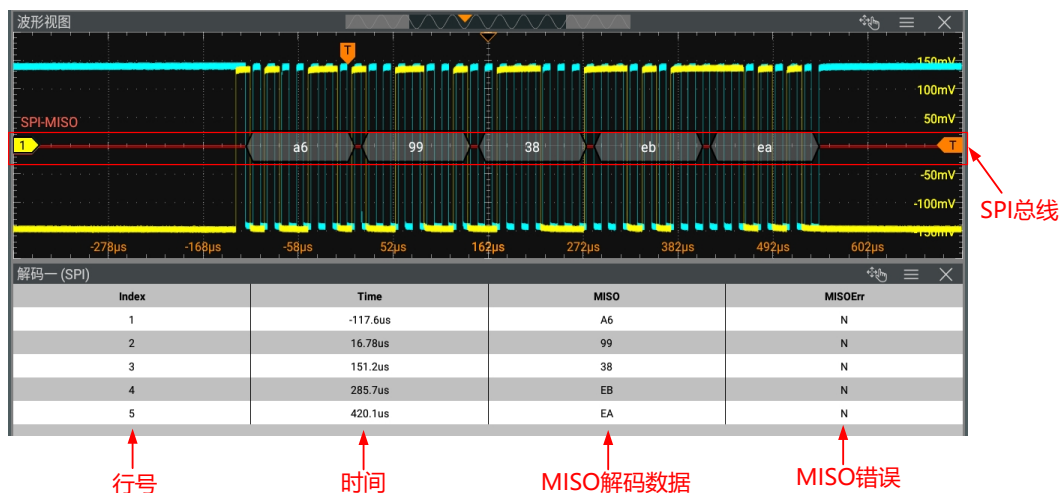 波形视图
T
150mV
100mV
SPI-MISO
50mV
1
a6
99
38
eb
ea
T
-50mV
SPI总线
-100mV
-150mV
-278μs
-168μs
-58μs
52μs
162μs
272μs
382μs
492μs
602μs
解码一 (SPI)
Index Time MISO MISOErr
1 -117.6us A6 N
2 16.78us 99 N
3 151.2us 38 N
4 285.7us EB N
5 420.1us EA N
行号
时间
MISO解码数据
MISO错误